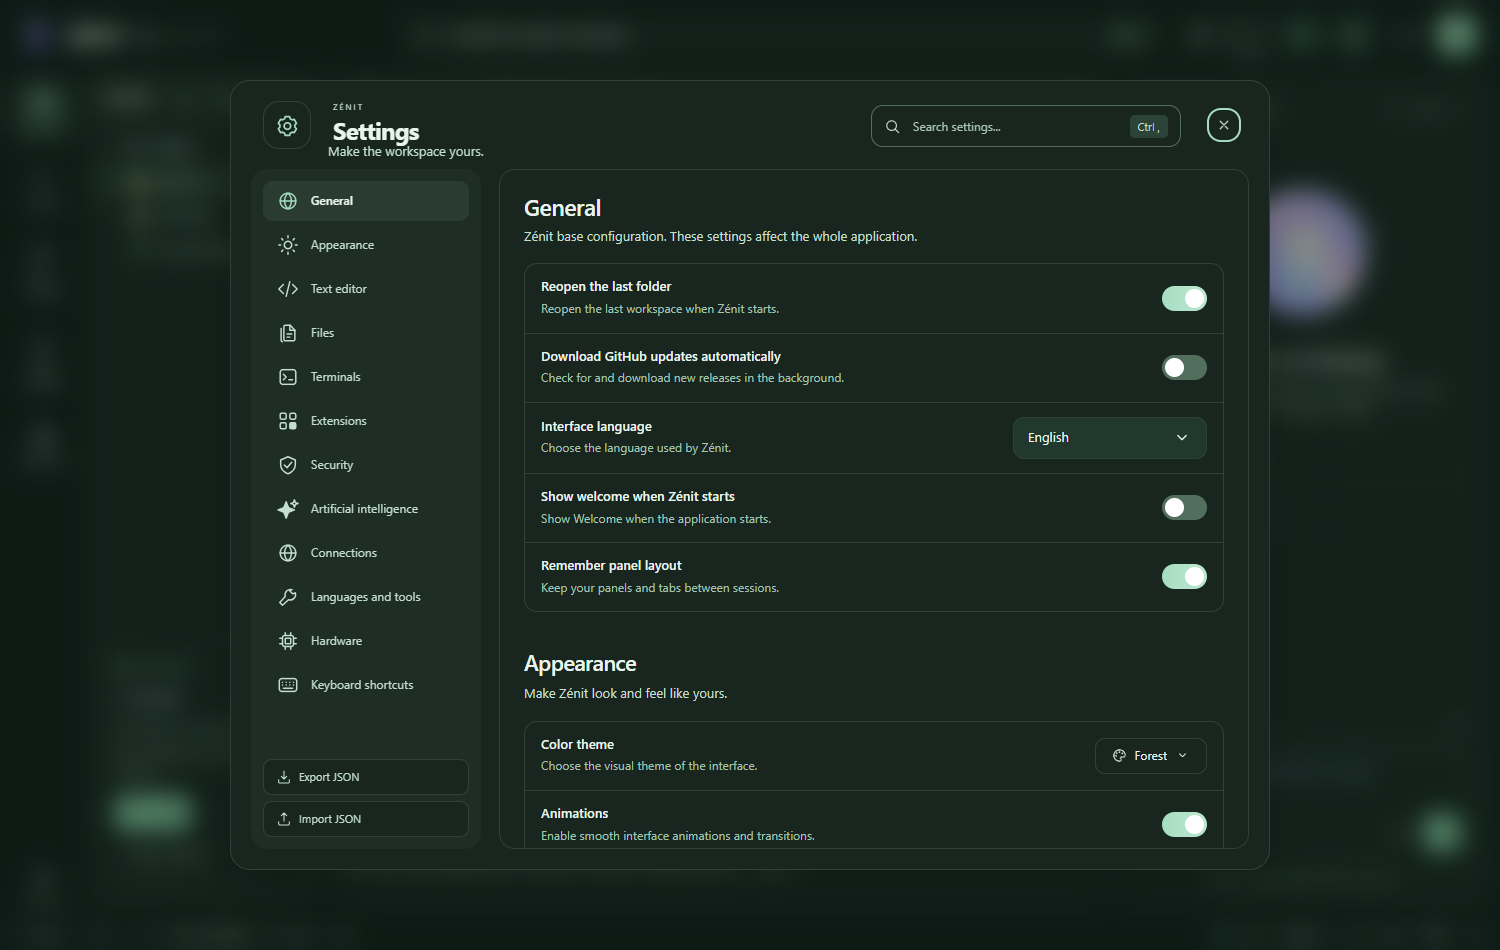 ZÉNIT
Settings
Make the workspace yours.
Search settings...
Ctrl ,
General
Appearance
Text editor
Files
Terminals
Extensions
Security
Artificial intelligence
Connections
Languages and tools
Hardware
Keyboard shortcuts
Export JSON
Import JSON
General
Zénit base configuration. These settings affect the whole application.
Reopen the last folder
Reopen the last workspace when Zénit starts.
Download GitHub updates automatically
Check for and download new releases in the background.
Interface language
Choose the language used by Zénit.
English
Show welcome when Zénit starts
Show Welcome when the application starts.
Remember panel layout
Keep your panels and tabs between sessions.
Appearance
Make Zénit look and feel like yours.
Color theme
Choose the visual theme of the interface.
Forest
Animations
Enable smooth interface animations and transitions.